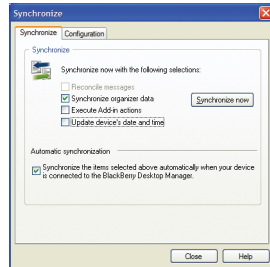 Synchronize
Synchronize Configuration
Synchronize
Synchronize now with the following selections:
Reconcile messages
Synchronize organizer data
Synchronize now
Execute Add-in actions
Update device's date and time
Automatic synchronization
Synchronize the items selected above automatically when your device
is connected to the BlackBerry Desktop Manager.
Close Help